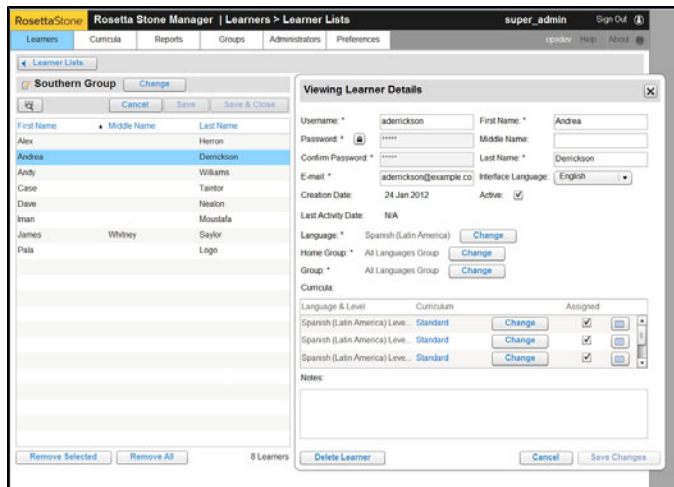 RosettaStone Rosetta Stone Manager | Learners > Learner Lists super_admin Sign Out
Learners Curricula Reports Groups Administrators Preferences opsdev Help About
Learner Lists
Southern Group Change
Cancel Save Save & Close
First Name Middle Name Last Name
Alex Herron
Andrea Derrickson
Andy Williams
Case Taintor
Dave Nealon
Iman Moustafa
James Whitney Saylor
Pala Logo
Remove Selected Remove All 8 Learners
Viewing Learner Details
Username: * aderrickson First Name: * Andrea
Password: * ***** Middle Name:
Confirm Password: * ***** Last Name: * Derrickson
E-mail: * aderrickson@example.co Interface Language: English
Creation Date: 24 Jan 2012 Active:
Last Activity Date: N/A
Language: * Spanish (Latin America) Change
Home Group: * All Languages Group Change
Group: * All Languages Group Change
Curricula:
Language & Level Curriculum Assigned
Spanish (Latin America) Leve... Standard Change
Spanish (Latin America) Leve... Standard Change
Spanish (Latin America) Leve... Standard Change
Notes:
Delete Learner Cancel Save Changes